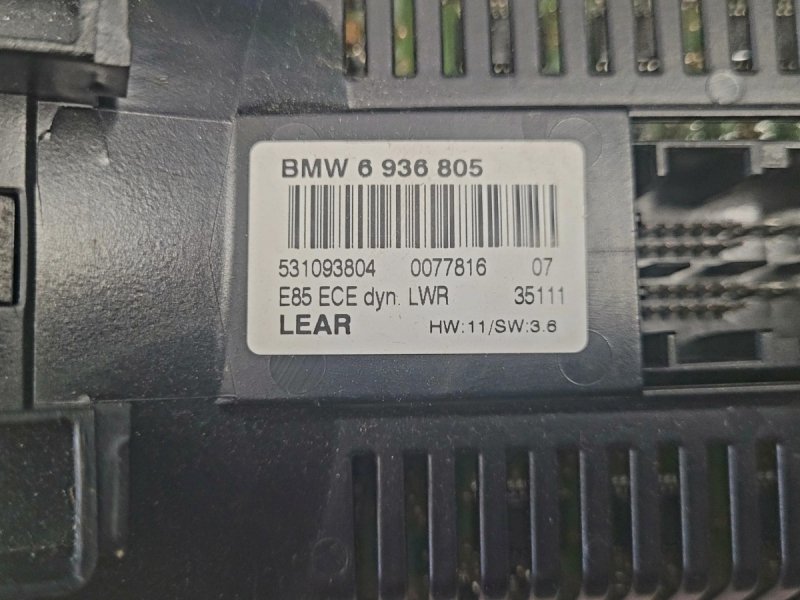 BMW 6 936 805
531093804 0077816 07
E85 ECE dyn. LWR 35111
LEAR HW:11/SW:3.6